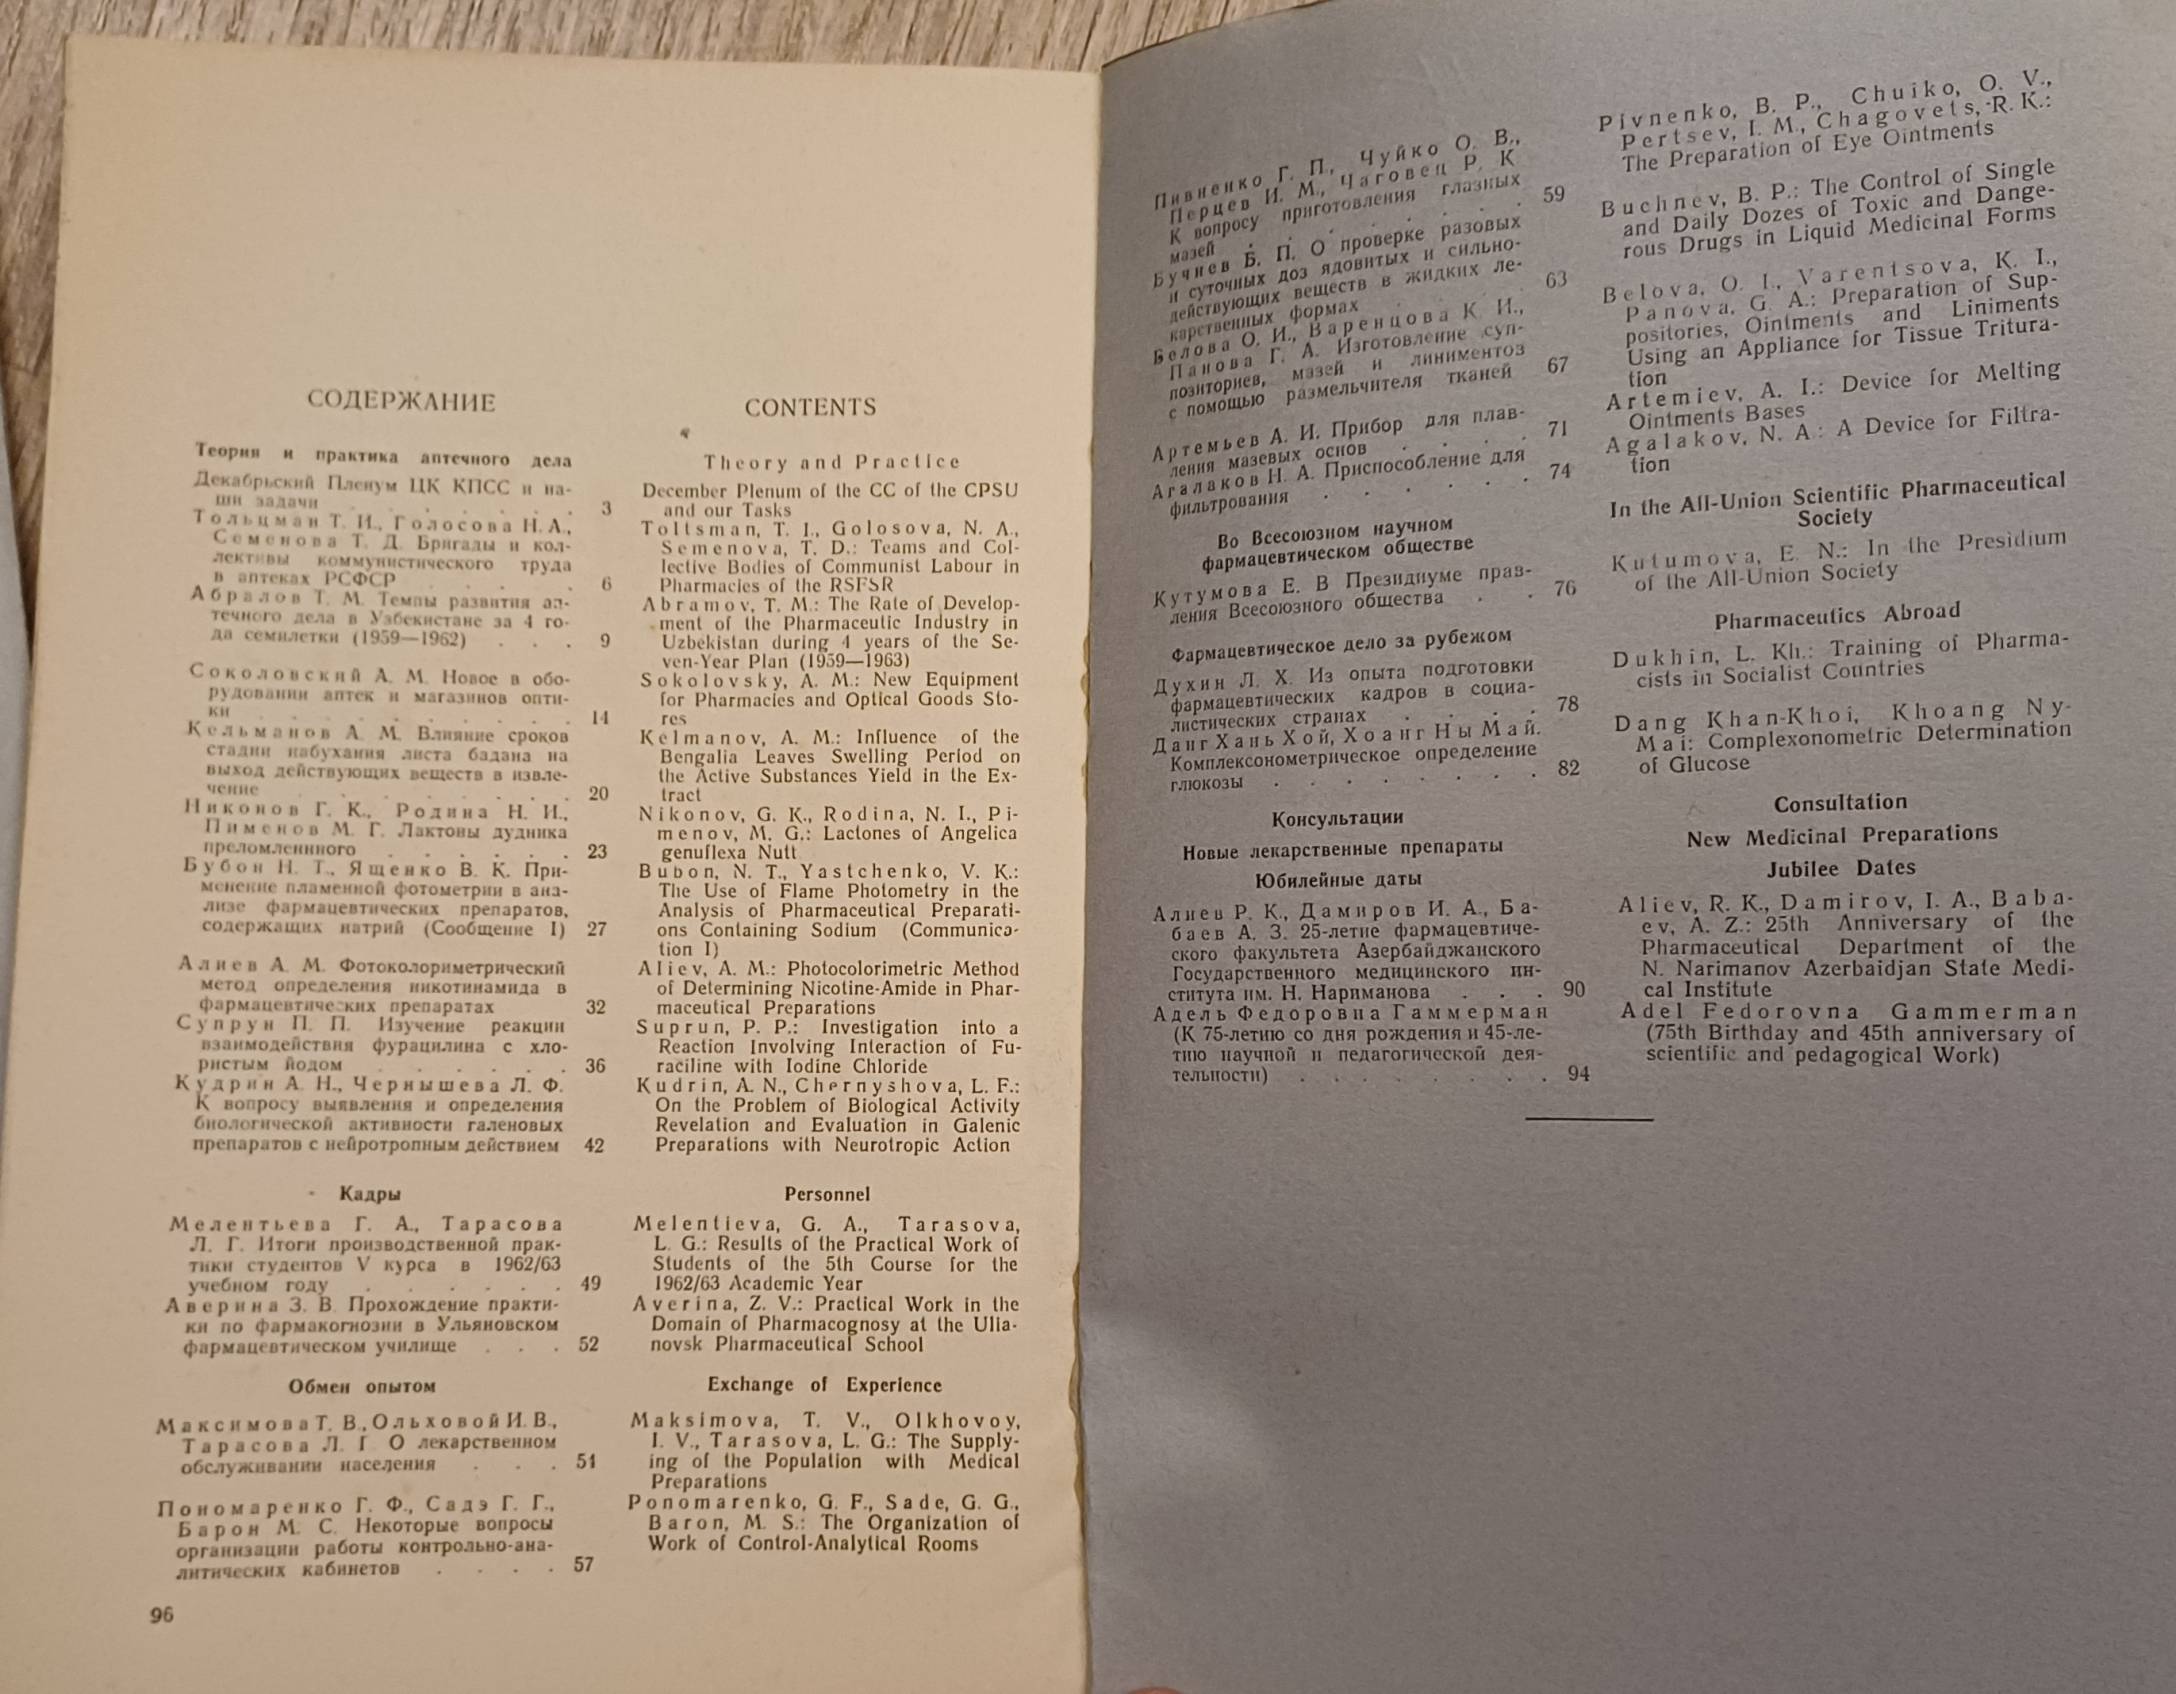 СОДЕРЖАНИЕ
Теория и практика аптечного дела
Декабрьский Пленум ЦК КПСС и на-
ши задачи . . . . . . 3
Тольцман Т. И., Голосова Н. А.,
Семенова Т. Д. Бригады и кол-
лективы коммунистического труда
в аптеках РСФСР . . . . 6
Абралов Т. М. Темпы развития ап-
течного дела в Узбекистане за 4 го-
да семилетки (1959—1962) . . . 9
Соколовский А. М. Новое в обо-
рудовании аптек и магазинов опти-
ки . . . . . . . . 14
Кельманов А. М. Влияние сроков
стадии набухания листа бадана на
выход действующих веществ в извле-
чение . . . . . . . 20
Никонов Г. К., Родина Н. И.,
Пименов М. Г. Лактоны дудника
преломленного . . . . . 23
Бубон Н. Т., Ященко В. К. При-
менение пламенной фотометрии в ана-
лизе фармацевтических препаратов,
содержащих натрий (Сообщение I) 27
Алиев А. М. Фотоколориметрический
метод определения никотинамида в
фармацевтических препаратах 32
Супрун П. П. Изучение реакции
взаимодействия фурацилина с хло-
ристым йодом . . . . . 36
Кудрин А. Н., Чернышева Л. Ф.
К вопросу выявления и определения
биологической активности галеновых
препаратов с нейротропным действием 42
Кадры
Мелентьева Г. А., Тарасова
Л. Г. Итоги производственной прак-
тики студентов V курса в 1962/63
учебном году . . . . . . 49
Аверина З. В. Прохождение практи-
ки по фармакогнозии в Ульяновском
фармацевтическом училище . . . 52
Обмен опытом
Максимова Т. В., Ольховой И. В.,
Тарасова Л. Г. О лекарственном
обслуживании населения . . . 54
Пономаренко Г. Ф., Садэ Г. Г.,
Барон М. С. Некоторые вопросы
организации работы контрольно-ана-
литических кабинетов . . . . 57
96
CONTENTS
Theory and Practice
December Plenum of the CC of the CPSU
and our Tasks
Toltsman, T. I., Golosova, N. A.,
Semenova, T. D.: Teams and Col-
lective Bodies of Communist Labour in
Pharmacies of the RSFSR
Abramov, T. M.: The Rate of Develop-
ment of the Pharmaceutic Industry in
Uzbekistan during 4 years of the Se-
ven-Year Plan (1959—1963)
Sokolovsky, A. M.: New Equipment
for Pharmacies and Optical Goods Sto-
res
Kelmanov, A. M.: Influence of the
Bengalia Leaves Swelling Period on
the Active Substances Yield in the Ex-
tract
Nikonov, G. K., Rodina, N. I., Pi-
menov, M. G.: Lactones of Angelica
genuflexa Nutt
Bubon, N. T., Yastchenko, V. K.:
The Use of Flame Photometry in the
Analysis of Pharmaceutical Preparati-
ons Containing Sodium (Communica-
tion I)
Aliev, A. M.: Photocolorimetric Method
of Determining Nicotine-Amide in Phar-
maceutical Preparations
Suprun, P. P.: Investigation into a
Reaction Involving Interaction of Fu-
raciline with Iodine Chloride
Kudrin, A. N., Chernyshova, L. F.:
On the Problem of Biological Activity
Revelation and Evaluation in Galenic
Preparations with Neurotropic Action
Personnel
Melentieva, G. A., Tarasova,
L. G.: Results of the Practical Work of
Students of the 5th Course for the
1962/63 Academic Year
Averina, Z. V.: Practical Work in the
Domain of Pharmacognosy at the Ulia-
novsk Pharmaceutical School
Exchange of Experience
Maksimova, T. V., Olkhovoy,
I. V., Tarasova, L. G.: The Supply-
ing of the Population with Medical
Preparations
Ponomarenko, G. F., Sade, G. G.,
Baron, M. S.: The Organization of
Work of Control-Analytical Rooms
Пивненко Г. П., Чуйко О. В.,
Перцев И. М., Чаговец Р. К
К вопросу приготовления глазных
мазей . . . . . . . 59
Бучнев Б. П. О проверке разовых
и суточных доз ядовитых и сильно-
действующих веществ в жидких ле-
карственных формах . . . . 63
Белова О. И., Варенцова К. И.,
Панова Г. А. Изготовление суп-
позиториев, мазей и линиментоз
с помощью размельчителя тканей 67
Артемьев А. И. Прибор для плав-
ления мазевых основ . . . . 71
Агалаков Н. А. Приспособление для
фильтрования . . . . . . 74
Во Всесоюзном научном
фармацевтическом обществе
Кутумова Е. В Президиуме прав-
ления Всесоюзного общества . . 76
Фармацевтическое дело за рубежом
Духин Л. Х. Из опыта подготовки
фармацевтических кадров в социа-
листических странах . . . . 78
Данг Хань Хой, Хоанг Ны Май.
Комплексонометрическое определение
глюкозы . . . . . . . . 82
Консультации
Новые лекарственные препараты
Юбилейные даты
Алиев Р. К., Дамиров И. А., Ба-
баев А. З. 25-летие фармацевтиче-
ского факультета Азербайджанского
Государственного медицинского ин-
ститута им. Н. Нариманова . . . 90
Адель Федоровна Гаммерман
(К 75-летию со дня рождения и 45-ле-
тию научной и педагогической дея-
тельности) . . . . . . . 94
Pivnenko, B. P., Chuiko, O. V.,
Pertsev, I. M., Chagovets, R. K.:
The Preparation of Eye Ointments
Buchnev, B. P.: The Control of Single
and Daily Dozes of Toxic and Dange-
rous Drugs in Liquid Medicinal Forms
Belova, O. I., Varentsova, K. I.,
Panova, G. A.: Preparation of Sup-
positories, Ointments and Liniments
Using an Appliance for Tissue Tritura-
tion
Artemiev, A. I.: Device for Melting
Ointments Bases
Agalakov, N. A.: A Device for Filtra-
tion
In the All-Union Scientific Pharmaceutical
Society
Kutumova, E. N.: In the Presidium
of the All-Union Society
Pharmaceutics Abroad
Dukhin, L. Kh.: Training of Pharma-
cists in Socialist Countries
Dang Khan-Khoi, Khoang Ny-
Mai: Complexonometric Determination
of Glucose
Consultation
New Medicinal Preparations
Jubilee Dates
Aliev, R. K., Damirov, I. A., Baba-
ev, A. Z.: 25th Anniversary of the
Pharmaceutical Department of the
N. Narimanov Azerbaidjan State Medi-
cal Institute
Adel Fedorovna Gammerman
(75th Birthday and 45th anniversary of
scientific and pedagogical Work)